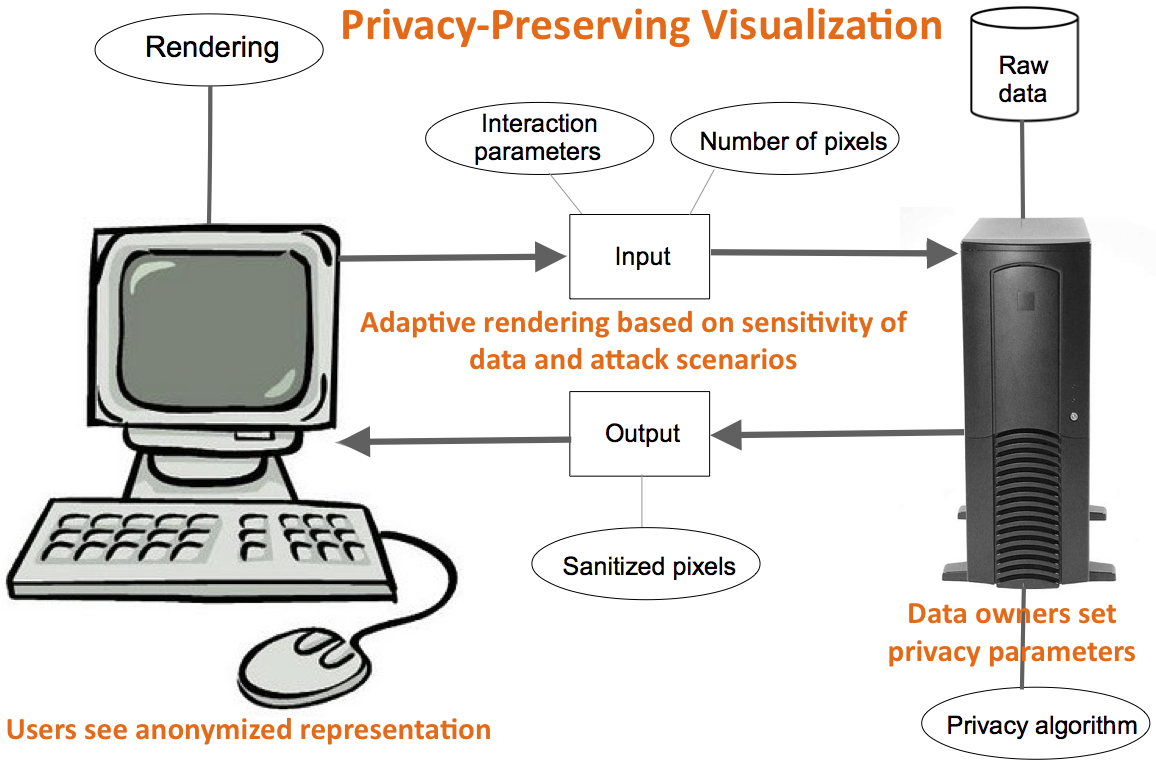 Privacy-Preserving Visualization
Rendering
Raw
data
Interaction
parameters
Number of pixels
Input
Adaptive rendering based on sensitivity of
data and attack scenarios
Output
Sanitized pixels
Data owners set
privacy parameters
Users see anonymized representation
Privacy algorithm